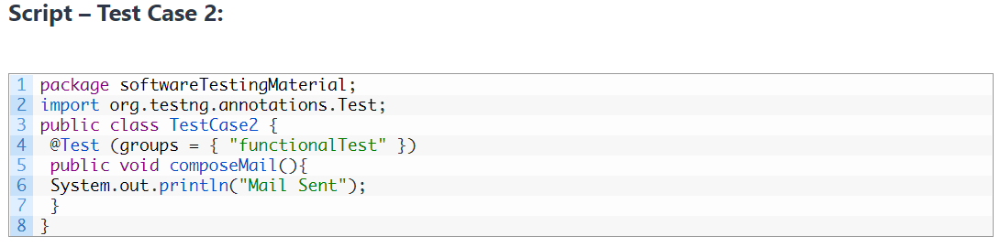 Script – Test Case 2:
1 package softwareTestingMaterial;
2 import org.testng.annotations.Test;
3 public class TestCase2 {
4 @Test (groups = { "functionalTest" })
5 public void composeMail(){
6 System.out.println("Mail Sent");
7 }
8 }